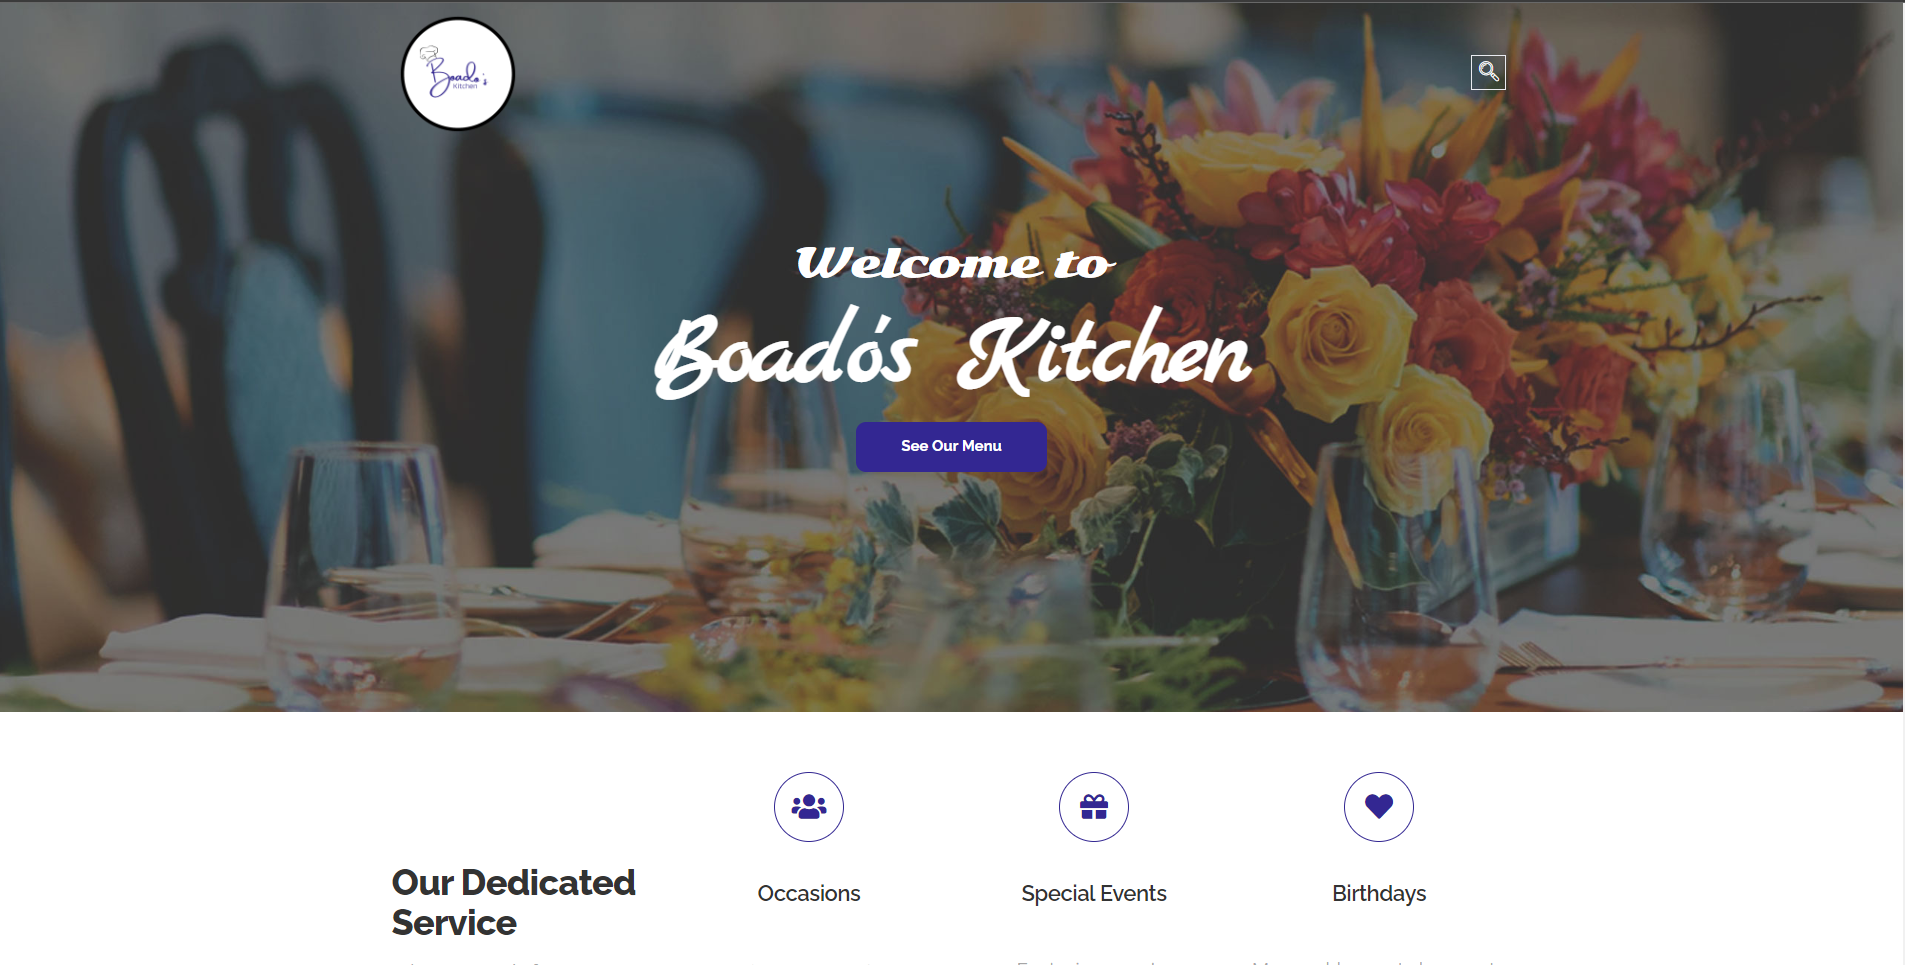 Boado's
Kitchen
Welcome to
Boado's Kitchen
See Our Menu
Our Dedicated
Service
Occasions
Special Events
Birthdays